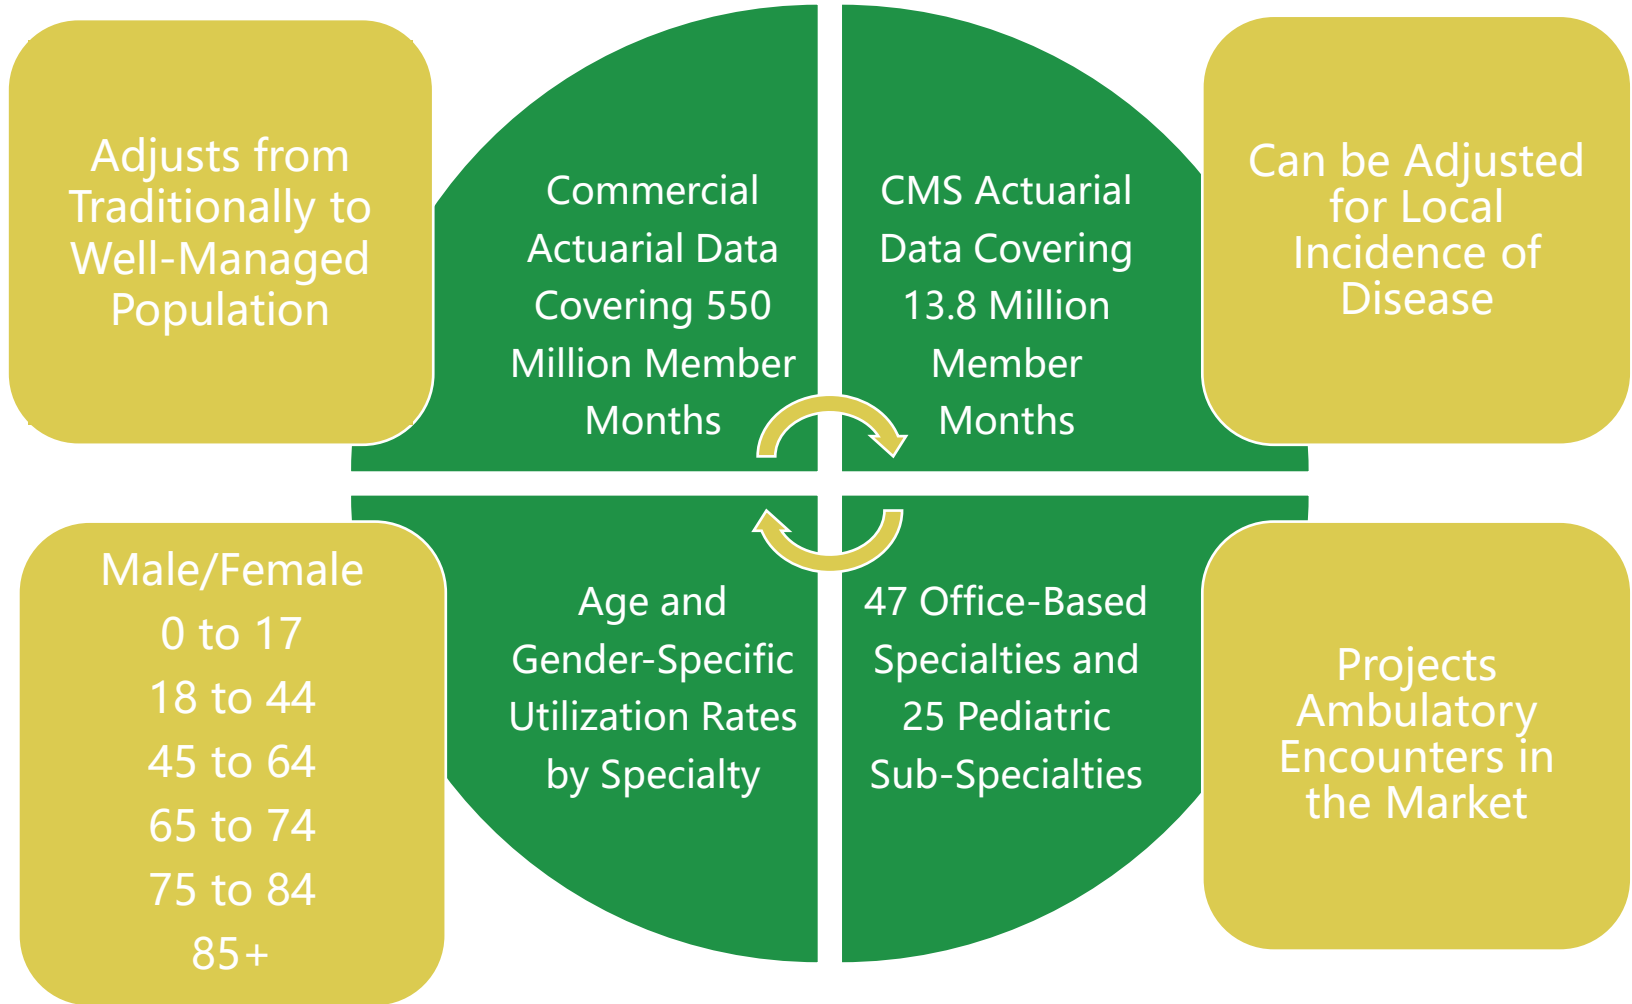 Adjusts from
Traditionally to
Well-Managed
Population
Commercial
Actuarial Data
Covering 550
Million Member
Months
CMS Actuarial
Data Covering
13.8 Million
Member
Months
Can be Adjusted
for Local
Incidence of
Disease
Male/Female
0 to 17
18 to 44
45 to 64
65 to 74
75 to 84
85+
Age and
Gender-Specific
Utilization Rates
by Specialty
47 Office-Based
Specialties and
25 Pediatric
Sub-Specialties
Projects
Ambulatory
Encounters in
the Market